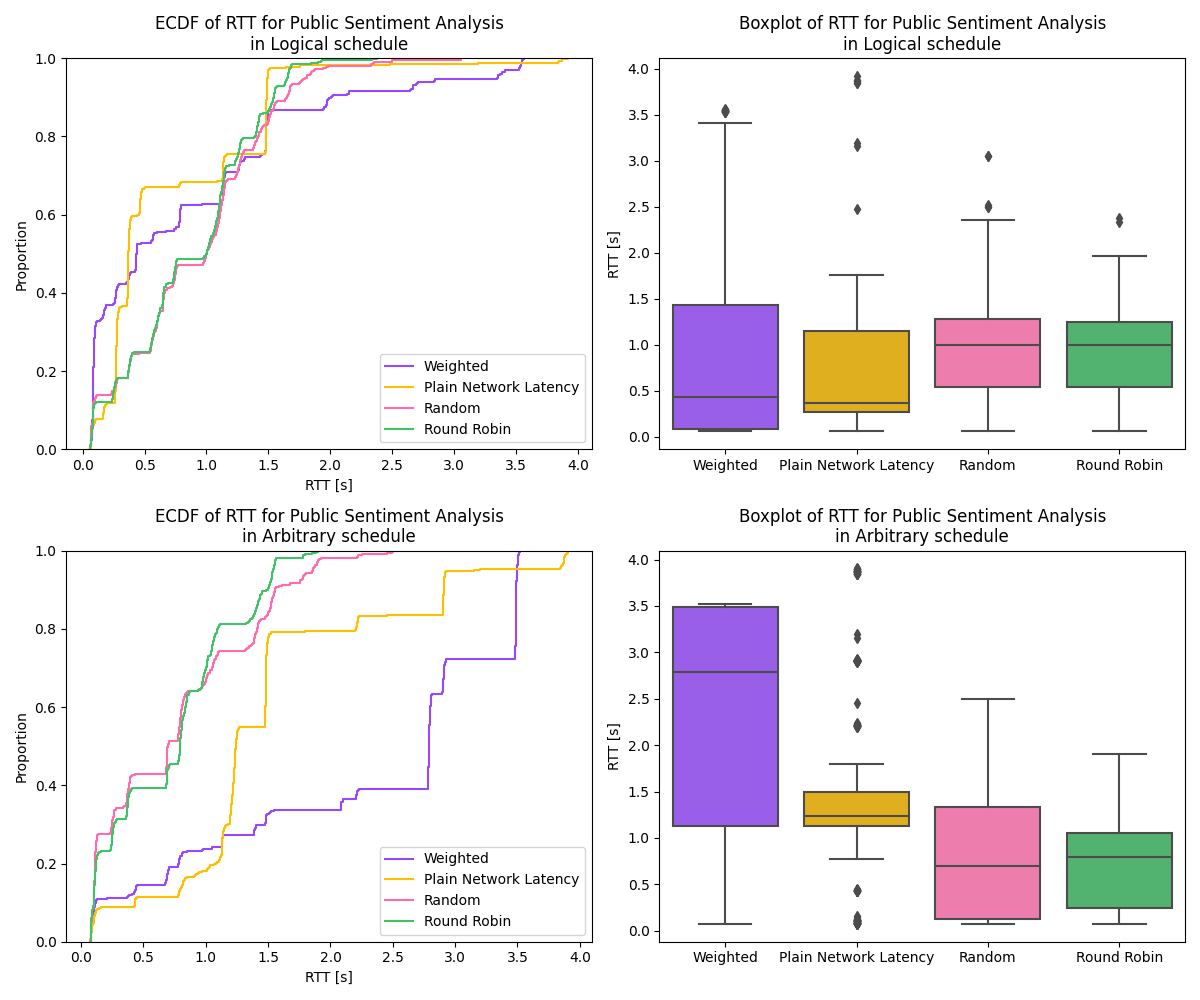 ECDF of RTT for Public Sentiment Analysis
in Logical schedule
1.0
0.8
0.6
0.4
0.2
0.0
Proportion
0.0 0.5 1.0 1.5 2.0 2.5 3.0 3.5 4.0
RTT [s]
Weighted
Plain Network Latency
Random
Round Robin
Boxplot of RTT for Public Sentiment Analysis
in Logical schedule
4.0
3.5
3.0
2.5
2.0
1.5
1.0
0.5
0.0
RTT [s]
Weighted Plain Network Latency Random Round Robin
ECDF of RTT for Public Sentiment Analysis
in Arbitrary schedule
1.0
0.8
0.6
0.4
0.2
0.0
Proportion
0.0 0.5 1.0 1.5 2.0 2.5 3.0 3.5 4.0
RTT [s]
Weighted
Plain Network Latency
Random
Round Robin
Boxplot of RTT for Public Sentiment Analysis
in Arbitrary schedule
4.0
3.5
3.0
2.5
2.0
1.5
1.0
0.5
0.0
RTT [s]
Weighted Plain Network Latency Random Round Robin